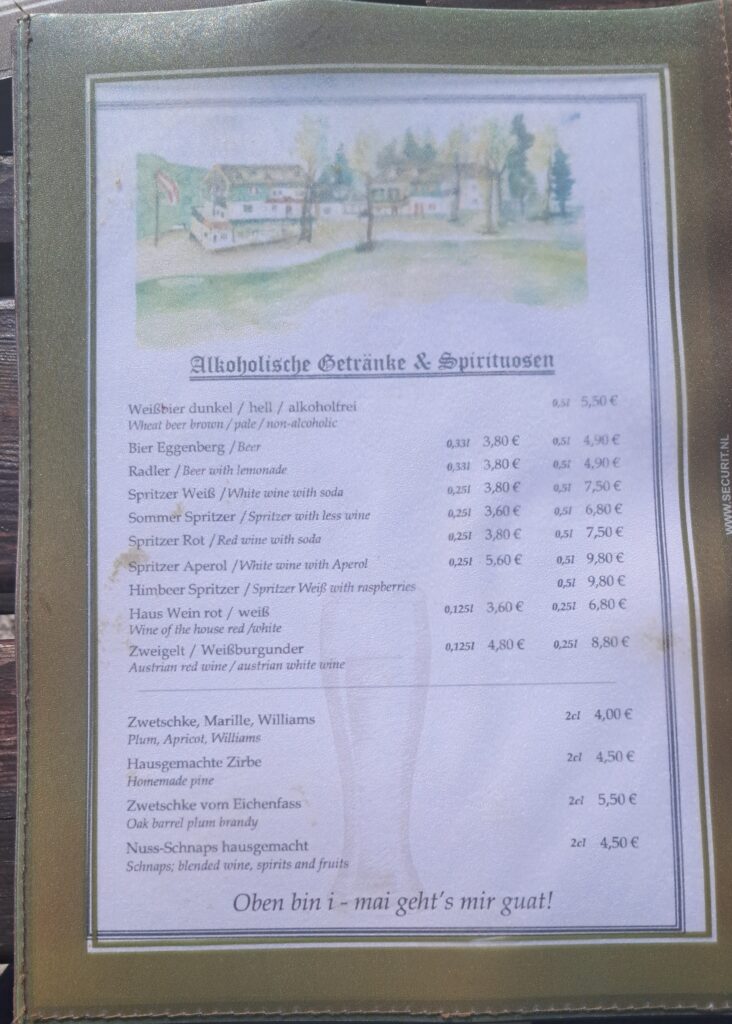 Alkoholische Getränke & Spirituosen
Weißbier dunkel / hell / alkoholfrei 0,5l 5,50 €
Wheat beer brown / pale / non-alcoholic
Bier Eggenberg / Beer 0,33l 3,80 € 0,5l 4,90 €
Radler / Beer with lemonade 0,33l 3,80 € 0,5l 4,90 €
Spritzer Weiß / White wine with soda 0,25l 3,80 € 0,5l 7,50 €
Sommer Spritzer / Spritzer with less wine 0,25l 3,60 € 0,5l 6,80 €
Spritzer Rot / Red wine with soda 0,25l 3,80 € 0,5l 7,50 €
Spritzer Aperol / White wine with Aperol 0,25l 5,60 € 0,5l 9,80 €
Himbeer Spritzer / Spritzer Weiß with raspberries 0,5l 9,80 €
Haus Wein rot / weiß 0,125l 3,60 € 0,25l 6,80 €
Wine of the house red /white
Zweigelt / Weißburgunder 0,125l 4,80 € 0,25l 8,80 €
Austrian red wine / austrian white wine
Zwetschke, Marille, Williams 2cl 4,00 €
Plum, Apricot, Williams
Hausgemachte Zirbe 2cl 4,50 €
Homemade pine
Zwetschke vom Eichenfass 2cl 5,50 €
Oak barrel plum brandy
Nuss-Schnaps hausgemacht 2cl 4,50 €
Schnaps; blended wine, spirits and fruits
Oben bin i - mai geht's mir guat!
WWW.SECURIT.NL